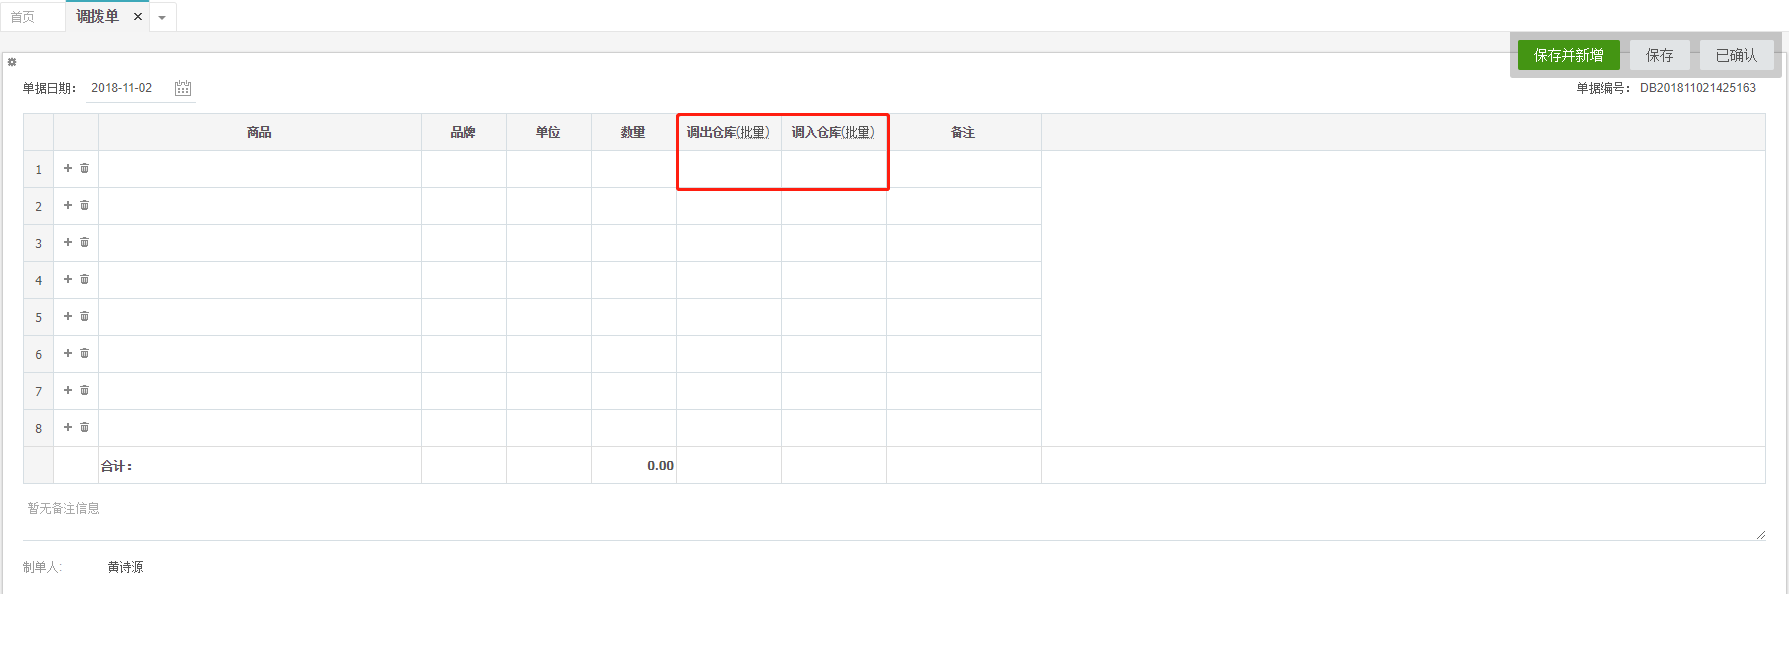 首页 调拨单
保存并新增 保存 已确认
单据日期： 2018-11-02 单据编号： DB201811021425163
商品 品牌 单位 数量 调出仓库(批量) 调入仓库(批量) 备注
1
2
3
4
5
6
7
8
合计： 0.00
暂无备注信息
制单人: 黄诗源